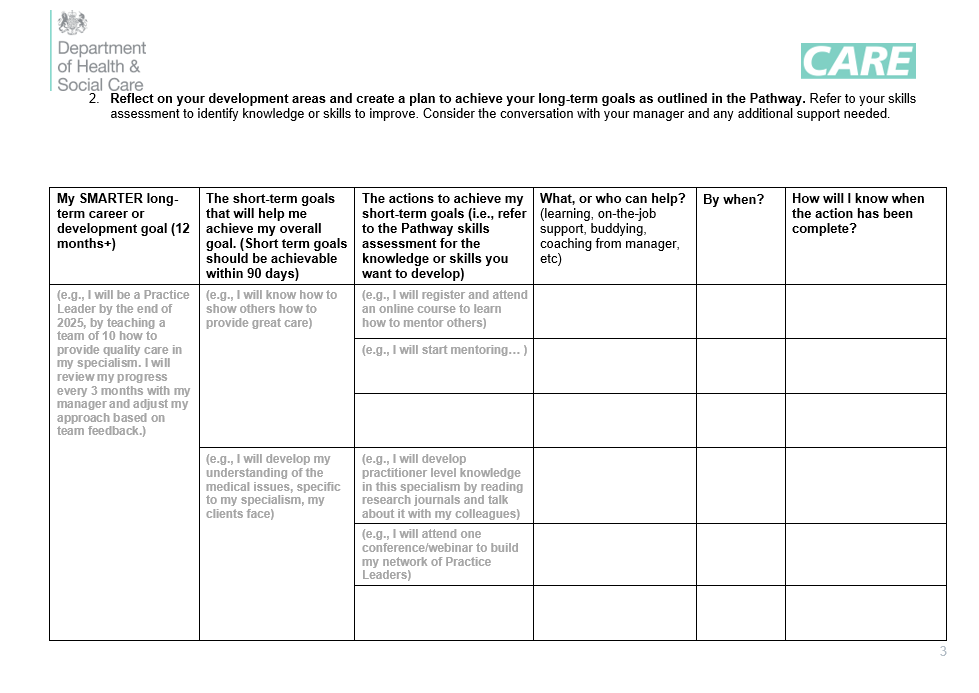 Department
of Health &
Social Care
CARE
2. Reflect on your development areas and create a plan to achieve your long-term goals as outlined in the Pathway. Refer to your skills
assessment to identify knowledge or skills to improve. Consider the conversation with your manager and any additional support needed.
My SMARTER long-
term career or
development goal (12
months+)
The short-term goals
that will help me
achieve my overall
goal. (Short term goals
should be achievable
within 90 days)
The actions to achieve my
short-term goals (i.e., refer
to the Pathway skills
assessment for the
knowledge or skills you
want to develop)
What, or who can help?
(learning, on-the-job
support, buddying,
coaching from manager,
etc)
By when?
How will I know when
the action has been
complete?
(e.g., I will be a Practice
Leader by the end of
2025, by teaching a
team of 10 how to
provide quality care in
my specialism. I will
review my progress
every 3 months with my
manager and adjust my
approach based on
team feedback.)
(e.g., I will know how to
show others how to
provide great care)
(e.g., I will register and attend
an online course to learn
how to mentor others)
(e.g., I will start mentoring… )
(e.g., I will develop my
understanding of the
medical issues, specific
to my specialism, my
clients face)
(e.g., I will develop
practitioner level knowledge
in this specialism by reading
research journals and talk
about it with my colleagues)
(e.g., I will attend one
conference/webinar to build
my network of Practice
Leaders)
3